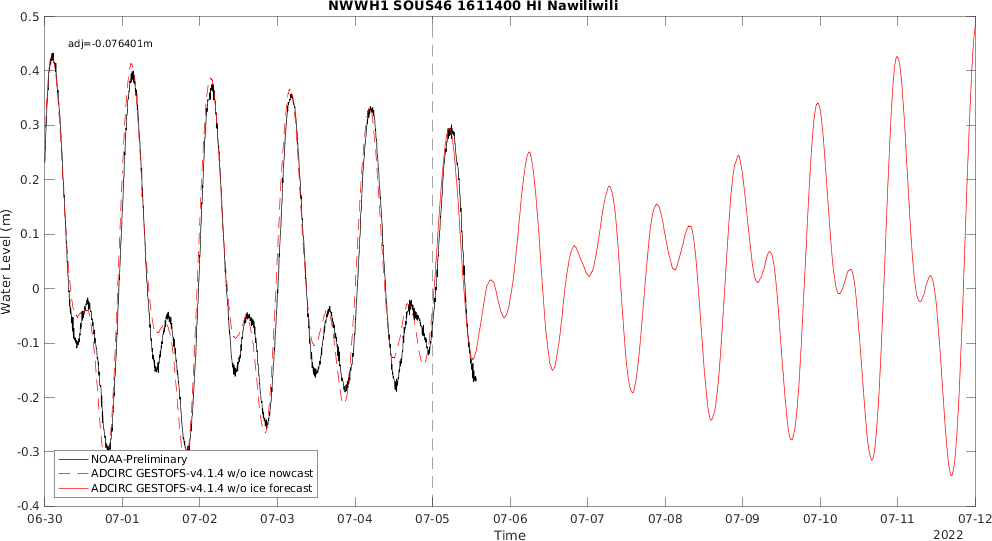 NWWH1 SOUS46 1611400 HI Nawiliwili
adj=-0.076401m
0.5
0.4
0.3
0.2
0.1
0
-0.1
-0.2
-0.3
-0.4
Water Level (m)
NOAA-Preliminary
ADCIRC GESTOFS-v4.1.4 w/o ice nowcast
ADCIRC GESTOFS-v4.1.4 w/o ice forecast
06-30 07-01 07-02 07-03 07-04 07-05 07-06 07-07 07-08 07-09 07-10 07-11 07-12
Time
2022